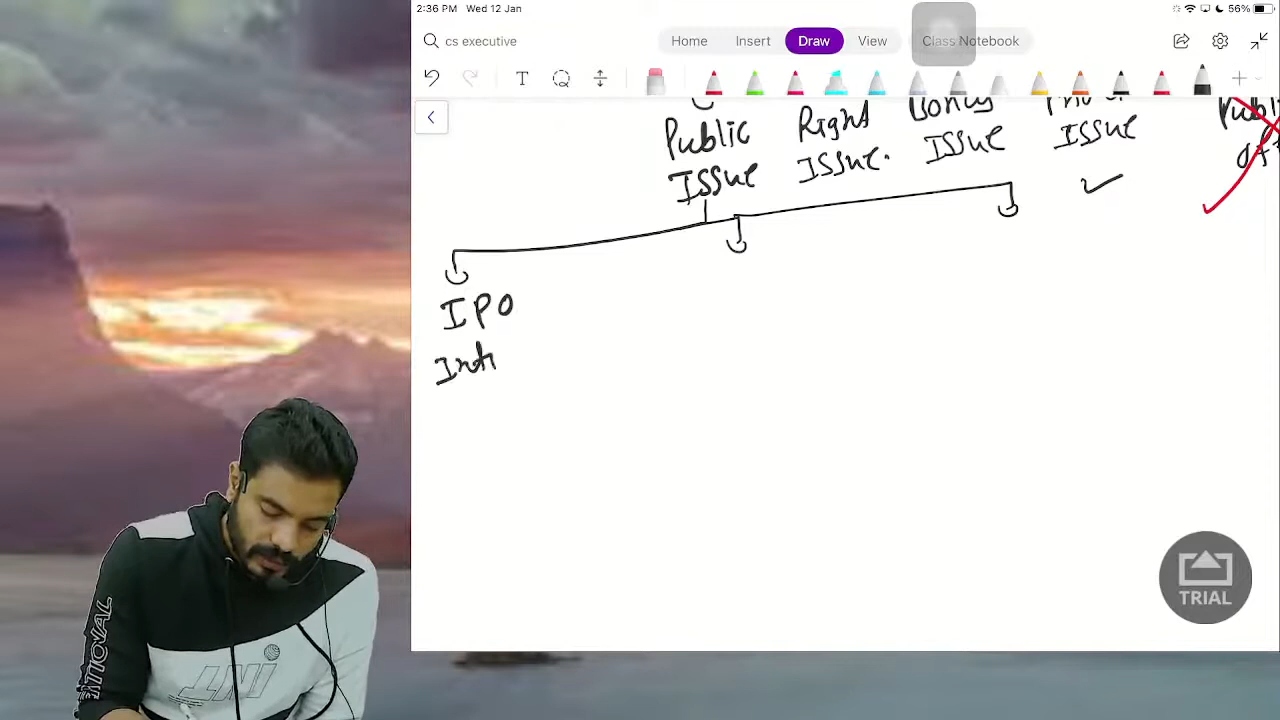 2:36 PM Wed 12 Jan 56%
cs executive Home Insert Draw View Class Notebook
Public Issue
Right Issue.
Bonus Issue
Issue
IPO
TRIAL